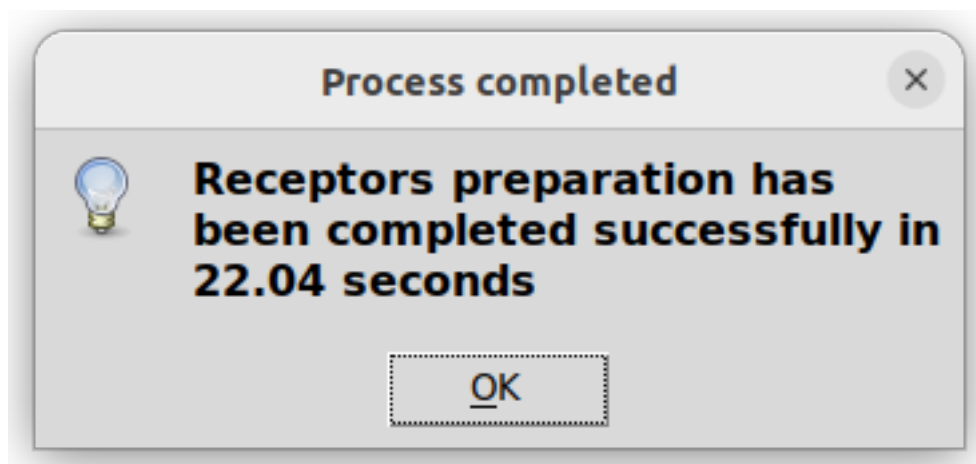 Process completed
Receptors preparation has
been completed successfully in
22.04 seconds
OK